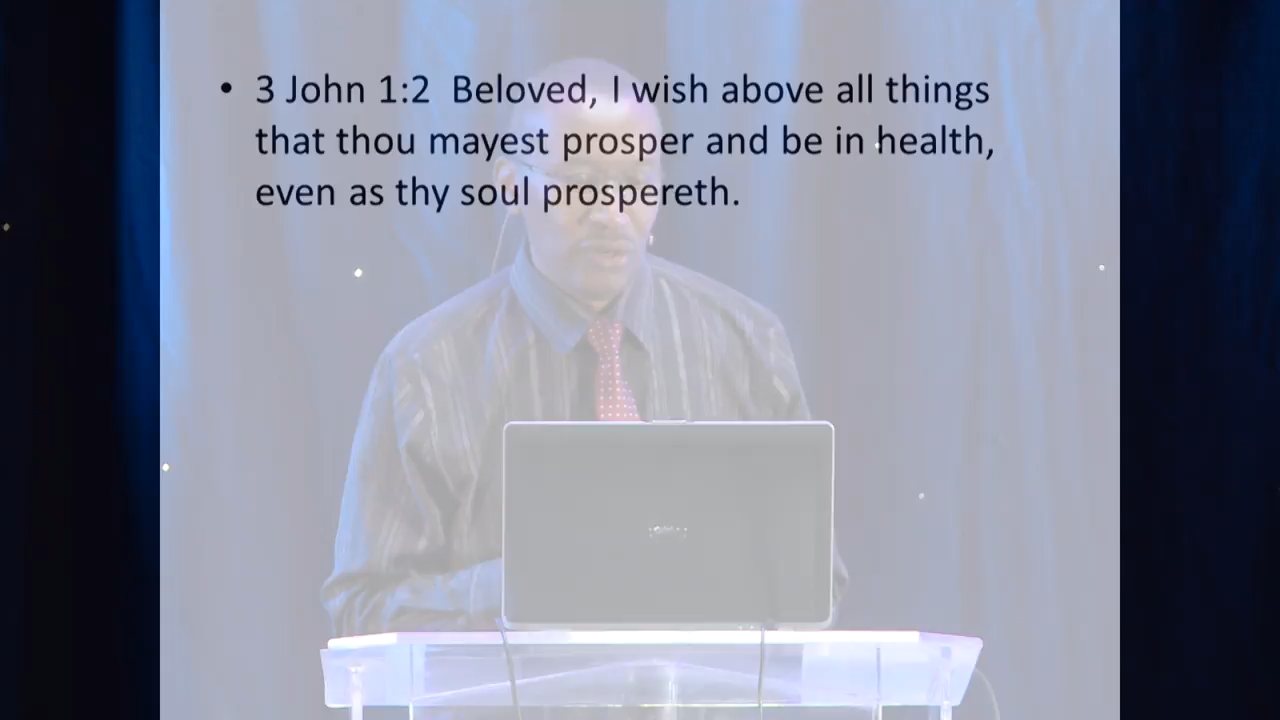 • 3 John 1:2  Beloved, I wish above all things
that thou mayest prosper and be in health,
even as thy soul prospereth.